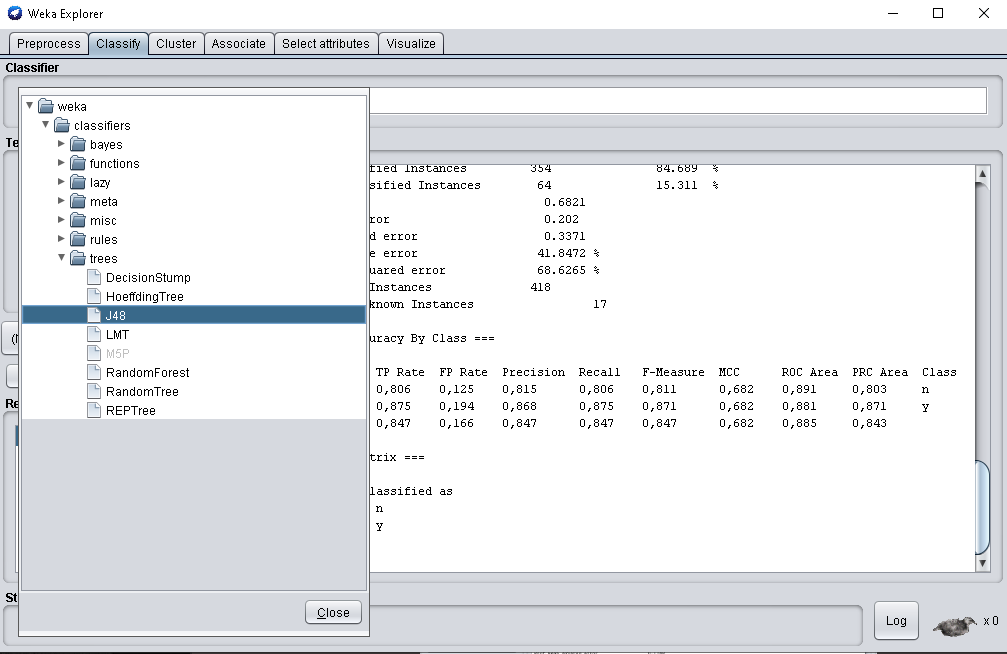 Weka Explorer
Preprocess Classify Cluster Associate Select attributes Visualize
Classifier
weka
classifiers
bayes
functions
lazy
meta
misc
rules
trees
DecisionStump
HoeffdingTree
J48
LMT
M5P
RandomForest
RandomTree
REPTree
Close
Te
(N
Re
St
fied Instances 354 84.689 %
sified Instances 64 15.311 %
0.6821
ror 0.202
d error 0.3371
e error 41.8472 %
uared error 68.6265 %
Instances 418
known Instances 17
uracy By Class ===
TP Rate FP Rate Precision Recall F-Measure MCC ROC Area PRC Area Class
0,806 0,125 0,815 0,806 0,811 0,682 0,891 0,803 n
0,875 0,194 0,868 0,875 0,871 0,682 0,881 0,871 y
0,847 0,166 0,847 0,847 0,847 0,682 0,885 0,843
trix ===
lassified as
n
y
Log
x 0